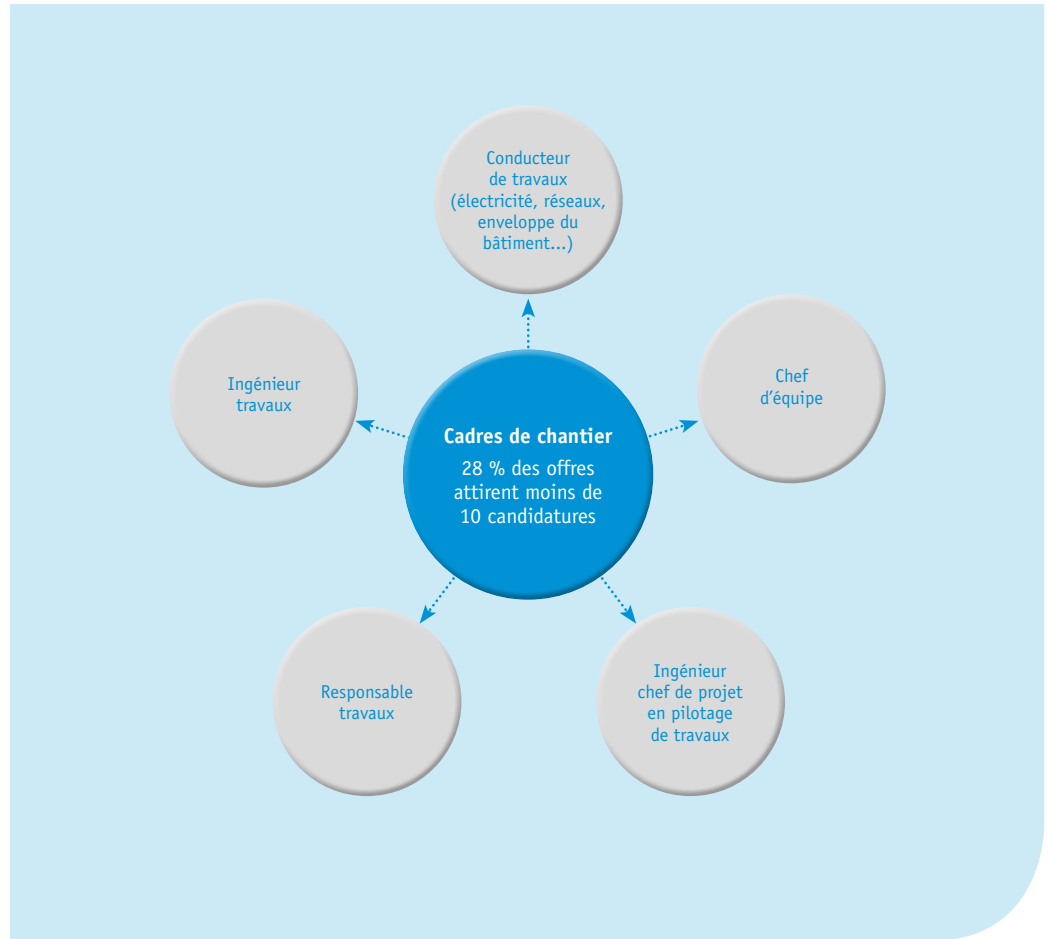 Conducteur
de travaux
(électricité, réseaux,
enveloppe du
bâtiment...)
Ingénieur
travaux
Chef
d'équipe
Cadres de chantier
28 % des offres
attirent moins de
10 candidatures
Responsable
travaux
Ingénieur
chef de projet
en pilotage
de travaux